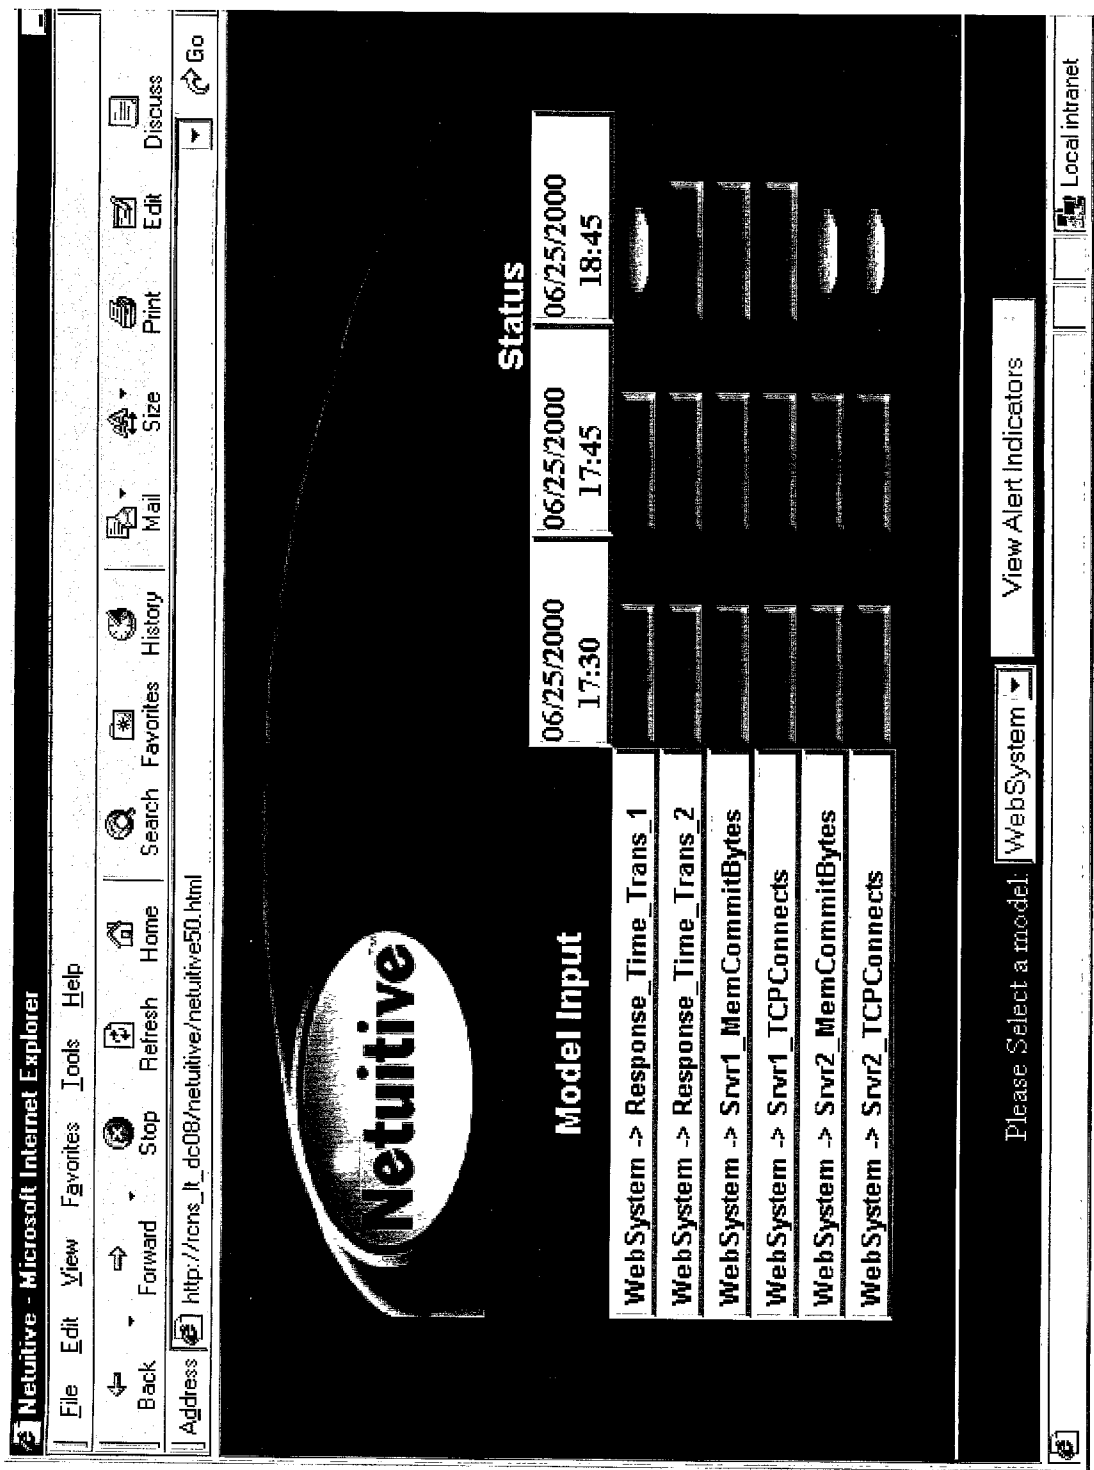 Netuitive - Microsoft Internet Explorer
File Edit View Favorites Tools Help
Back Forward Stop Refresh Home Search Favorites History Mail Size Print Edit Discuss
Address http://icns_lt_dc08/netuitive/netuitive50.html Go
Netuitive™
Model Input Status
06/25/2000 17:30 06/25/2000 17:45 06/25/2000 18:45
WebSystem -> Response_Time_Trans_1
WebSystem -> Response_Time_Trans_2
WebSystem -> Srvr1_MemCommitBytes
WebSystem -> Srvr1_TCPConnects
WebSystem -> Srvr2_MemCommitBytes
WebSystem -> Srvr2_TCPConnects
Please Select a model: WebSystem View Alert Indicators
Local intranet